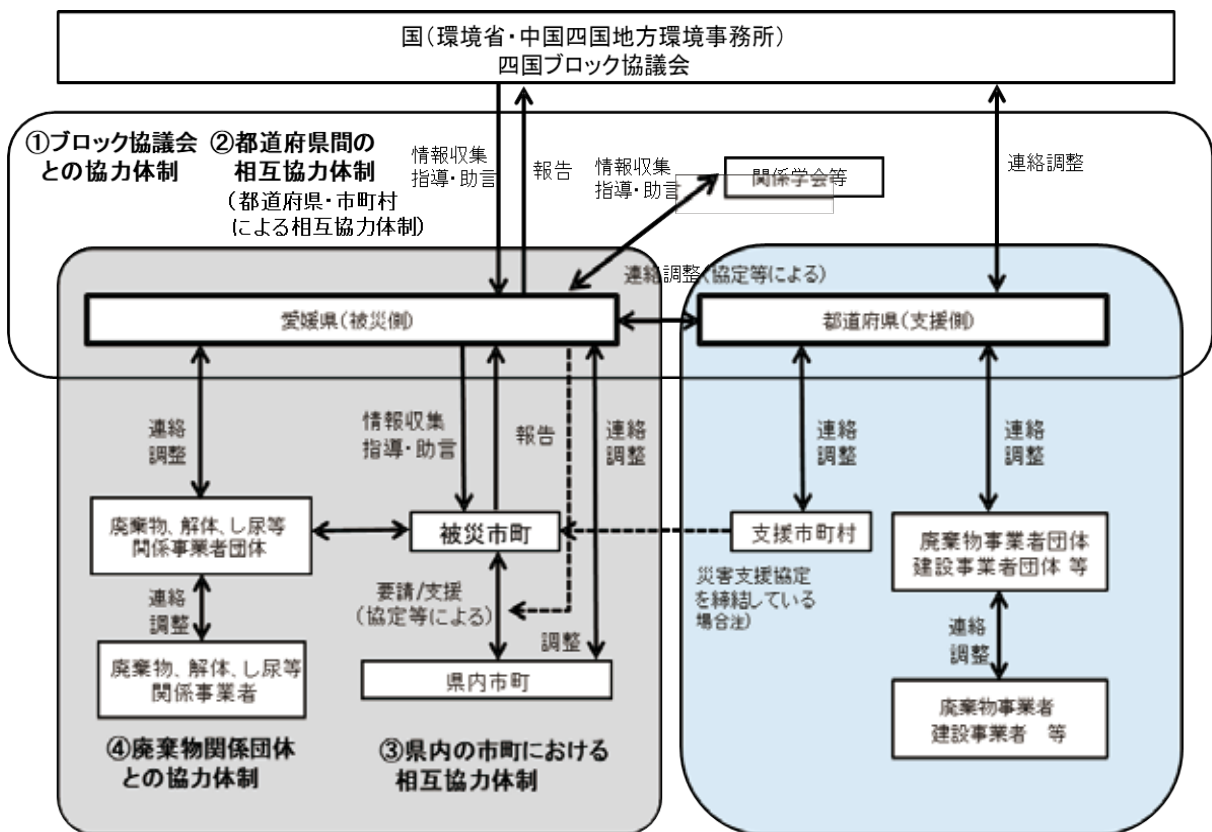 国(環境省・中国四国地方環境事務所)
四国ブロック協議会
①ブロック協議会
との協力体制
②都道府県間の
相互協力体制
(都道府県・市町村
による相互協力体制)
情報収集
指導・助言
報告
情報収集
指導・助言
関係学会等
連絡調整
連絡調整(協定等による)
愛媛県(被災側)
都道府県(支援側)
連絡
調整
情報収集
指導・助言
報告
連絡
調整
連絡
調整
連絡
調整
廃棄物、解体、し尿等
関係事業者団体
被災市町
支援市町村
廃棄物事業者団体
建設事業者団体 等
連絡
調整
要請/支援
(協定等による)
調整
災害支援協定
を締結している
場合注)
連絡
調整
廃棄物、解体、し尿等
関係事業者
県内市町
廃棄物事業者
建設事業者 等
④廃棄物関係団体
との協力体制
③県内の市町における
相互協力体制